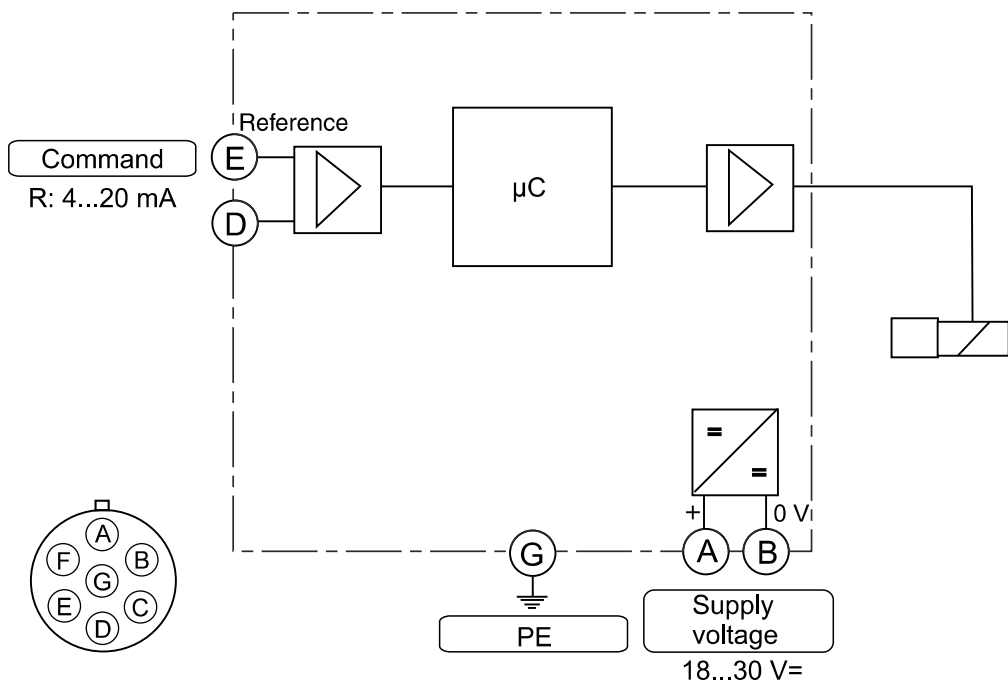 Reference
E
Command
R: 4...20 mA
D
µC
=
=
+
0 V
G
A
B
PE
Supply
voltage
18...30 V=
A
F
B
G
E
C
D